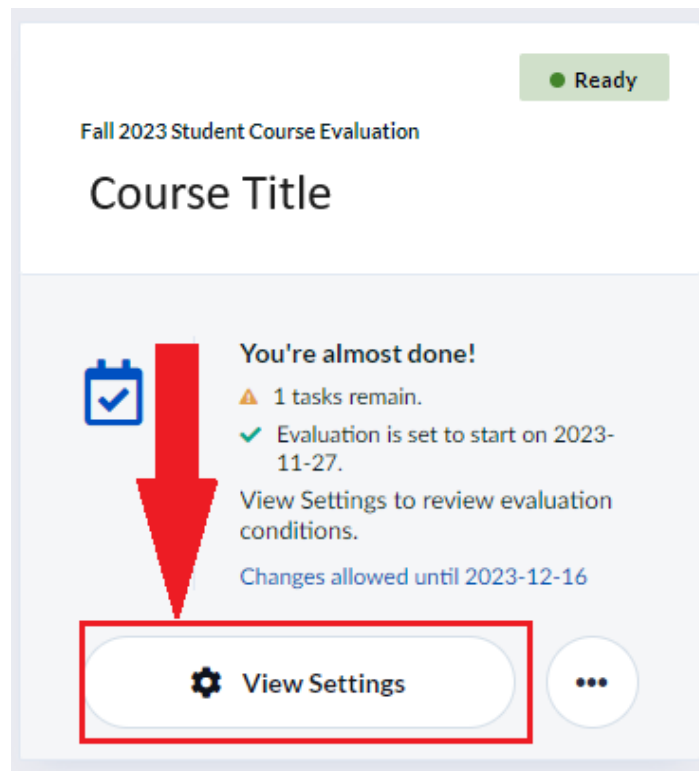 Ready
Fall 2023 Student Course Evaluation
Course Title
You're almost done!
1 tasks remain.
Evaluation is set to start on 2023-
11-27.
View Settings to review evaluation
conditions.
Changes allowed until 2023-12-16
View Settings